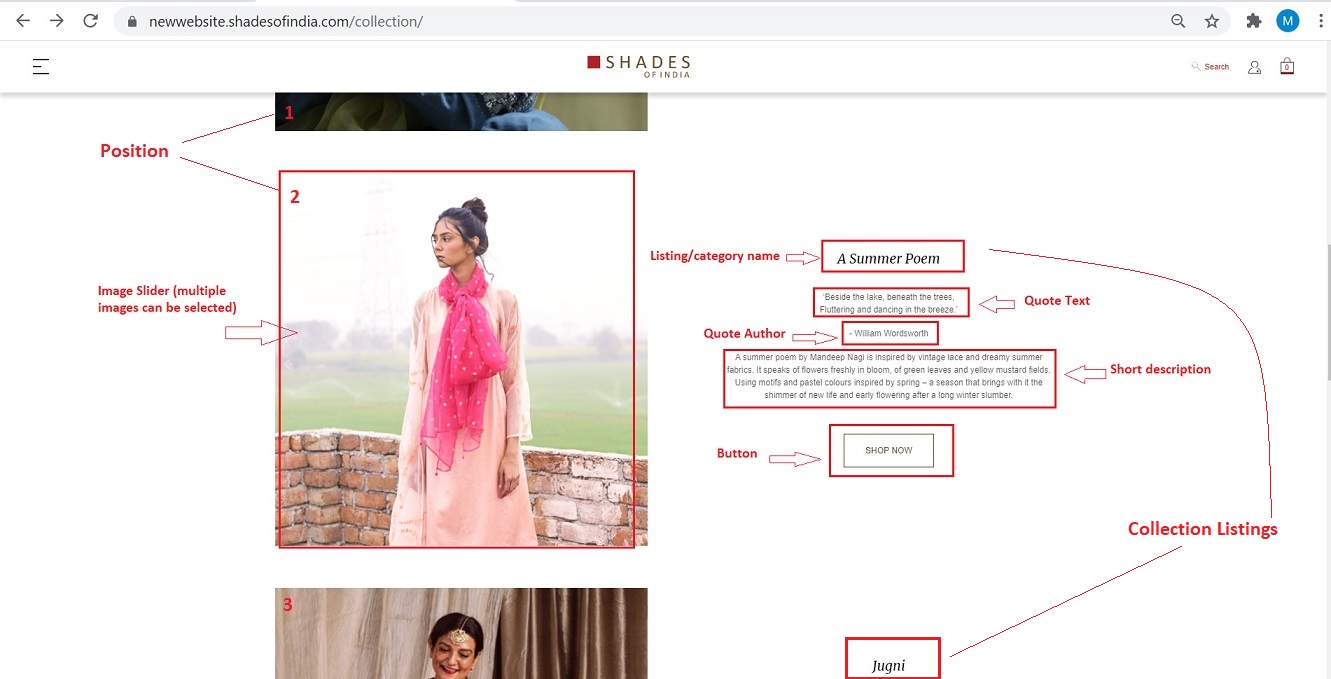 newwebsite.shadesofindia.com/collection/
M
SHADES
OF INDIA
Search
0
1
Position
2
Listing/category name
A Summer Poem
Image Slider (multiple
images can be selected)
'Beside the lake, beneath the trees,
Fluttering and dancing in the breeze.'
Quote Text
Quote Author
- William Wordsworth
A summer poem by Mandeep Nagi is inspired by vintage lace and dreamy summer
fabrics. It speaks of flowers freshly in bloom, of green leaves and yellow mustard fields.
Using motifs and pastel colours inspired by spring – a season that brings with it the
shimmer of new life and early flowering after a long winter slumber.
Short description
Button
SHOP NOW
Collection Listings
3
Jugni